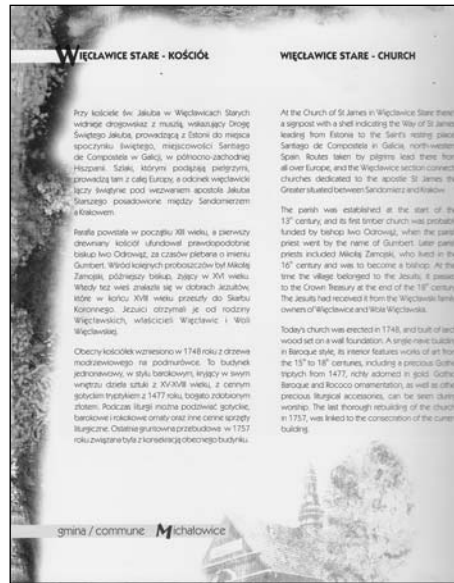 WIĘCŁAWICE STARE - KOŚCIÓŁ
Przy kościele św. Jakuba w Więcławicach Starych
widnieje drogowskaz z muszlą, wskazujący Drogę
Świętego Jakuba, prowadzącą z Estonii do miejsca
spoczynku świętego, miejscowości Santiago
de Compostela w Galicji, w północno-zachodniej
Hiszpanii. Szlaki, którymi podążają pielgrzymi,
prowadzą tam z całej Europy, a odcinek więcławicki
łączy świątynie pod wezwaniem apostoła Jakuba
Starszego posadowione między Sandomierzem
a Krakowem.
Parafia powstała w początku XIII wieku, a pierwszy
drewniany kościół ufundował prawdopodobnie
biskup Iwo Odrowąż, za czasów plebana o imieniu
Gumbert. Wśród kolejnych proboszczów był Mikołaj
Zamojski, późniejszy biskup, żyjący w XVI wieku.
Wtedy też wieś znalazła się w dobrach Jezuitów,
które w końcu XVIII wieku przeszły do Skarbu
Koronnego. Jezuici otrzymali je od rodziny
Więcławskich, właścicieli Więcławic i Woli
Więcławskiej.
Obecny kościółek wzniesiono w 1748 roku z drzewa
modrzewiowego na podmurówce. To budynek
jednonawowy, w stylu barokowym, kryjący w swym
wnętrzu dzieła sztuki z XV-XVIII wieku, z cennym
gotyckim tryptykiem z 1477 roku, bogato zdobionym
złotem. Podczas liturgii można podziwiać gotyckie,
barokowe i rokokowe ornaty oraz inne cenne sprzęty
liturgiczne. Ostatnia gruntowna przebudowa w 1757
roku związana była z konsekracją obecnego budynku.
WIĘCŁAWICE STARE - CHURCH
At the Church of St James in Więcławice Stare there
a signpost with a shell indicating the Way of St James
leading from Estonia to the Saint's resting place
Santiago de Compostela in Galicia, north-western
Spain. Routes taken by pilgrims lead there from
all over Europe, and the Więcławice section connects
churches dedicated to the apostle St James the
Greater situated between Sandomierz and Krakow.
The parish was established at the start of the
13th century, and its first timber church was probably
funded by bishop Iwo Odrowąż, when the parish
priest went by the name of Gumbert. Later parish
priests included Mikołaj Zamojski, who lived in the
16th century and was to become a bishop. At the
time the village belonged to the Jesuits, it passed
to the Crown Treasury at the end of the 18th century.
The Jesuits had received it from the Więcławski family,
owners of Więcławice and Wola Więcławska.
Today's church was erected in 1748, and built of larch
wood set on a wall foundation. A single-nave building
in Baroque style, its interior features works of art from
the 15th to 18th centuries, including a precious Gothic
triptych from 1477, richly adorned in gold. Gothic,
Baroque and Rococo ornamentation, as well as other
precious liturgical accessories, can be seen during
worship. The last thorough rebuilding of the church,
in 1757, was linked to the consecration of the current
building.
gmina / commune Michałowice